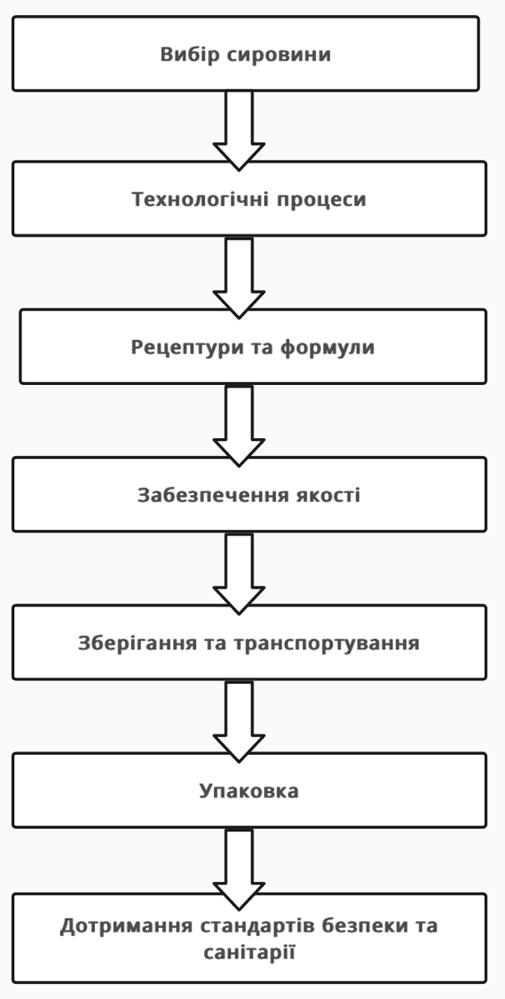 Вибір сировини
Технологічні процеси
Рецептури та формули
Забезпечення якості
Зберігання та транспортування
Упаковка
Дотримання стандартів безпеки та
санітарії